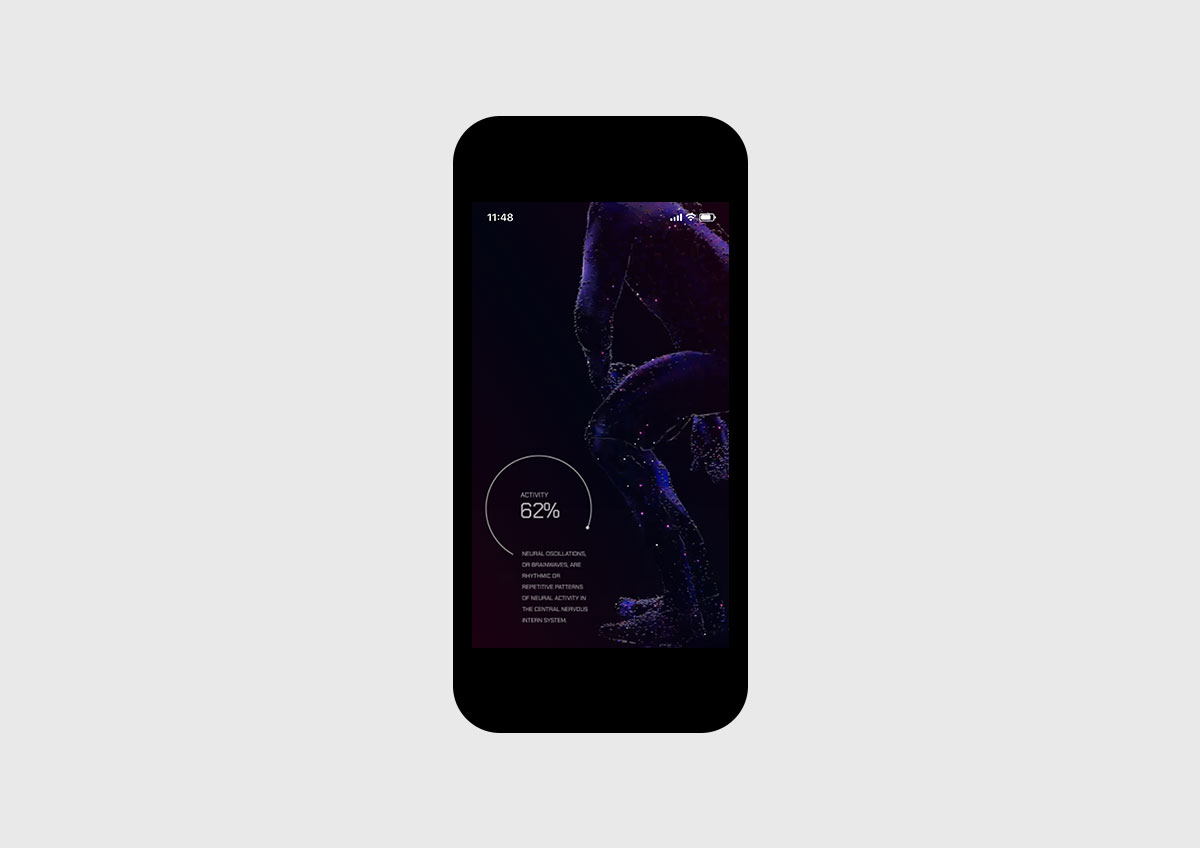 11:48
ACTIVITY
62%
NEURAL OSCILLATIONS,
OR BRAINWAVES, ARE
RHYTHMIC OR
REPETITIVE PATTERNS
OF NEURAL ACTIVITY IN
THE CENTRAL NERVOUS
INTERN SYSTEM.